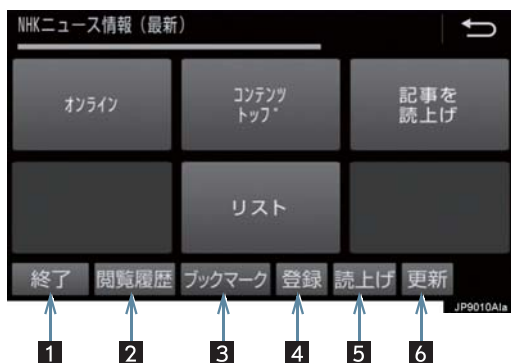 NHKニュース情報（最新）
オンライン
コンテンツ
トップ
記事を
読上げ
リスト
終了 閲覧履歴 ブックマーク 登録 読上げ 更新
JP9010AIa
1 2 3 4 5 6